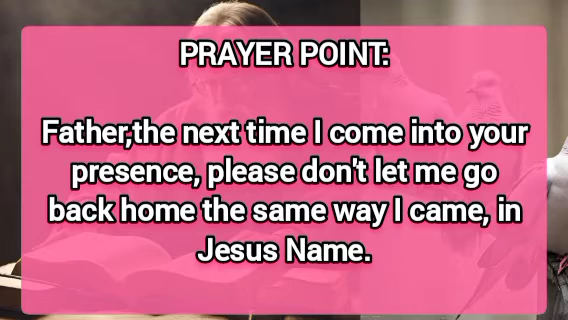 PRAYER POINT:
Father,the next time I come into your
presence, please don't let me go
back home the same way I came, in
Jesus Name.